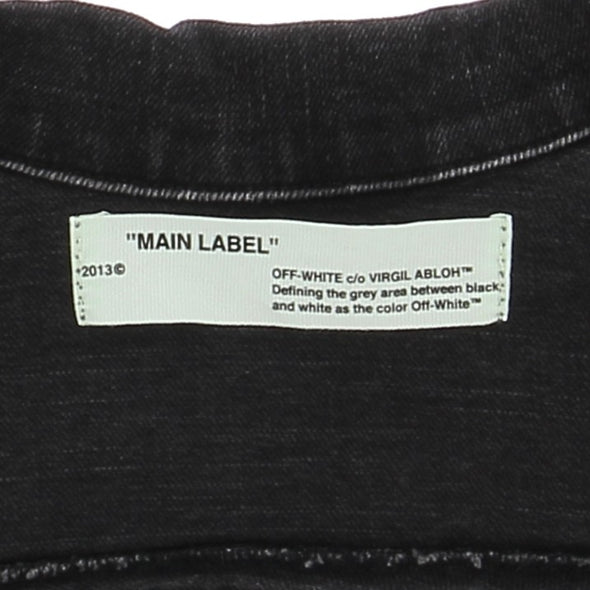 "MAIN LABEL"
2013©
OFF-WHITE c/o VIRGIL ABLOH™
Defining the grey area between black
and white as the color Off-White™